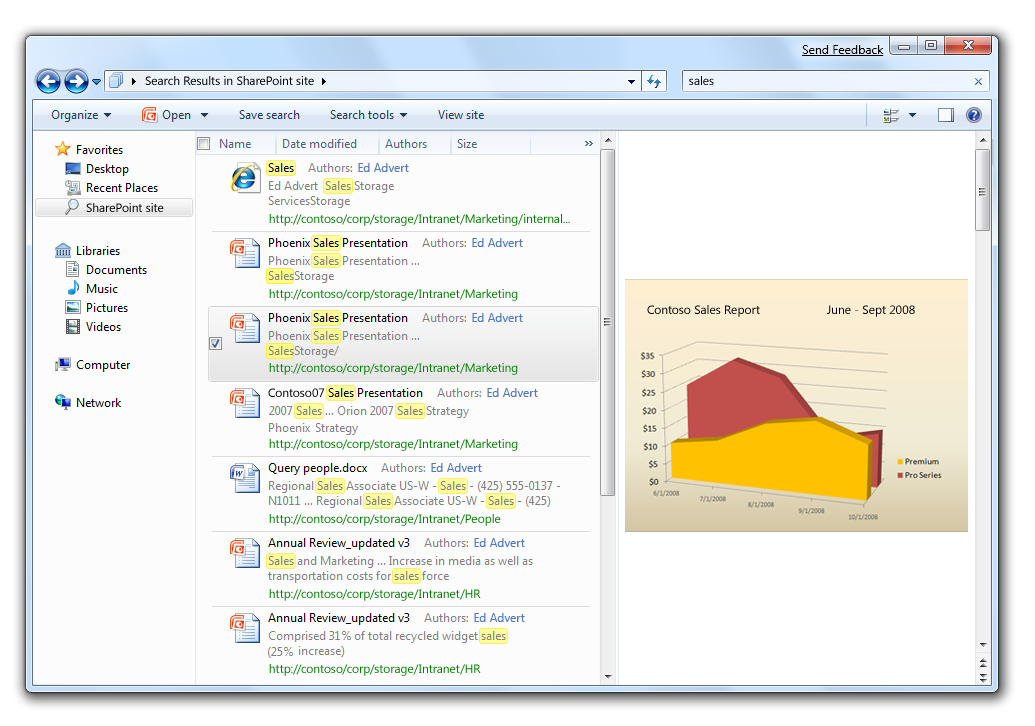 Send Feedback
Search Results in SharePoint site
sales
Organize
Open
Save search
Search tools
View site
Favorites
Desktop
Recent Places
SharePoint site
Libraries
Documents
Music
Pictures
Videos
Computer
Network
Name Date modified Authors Size »
Sales Authors: Ed Advert
Ed Advert Sales Storage
ServicesStorage
http://contoso/corp/storage/Intranet/Marketing/internal...
Phoenix Sales Presentation Authors: Ed Advert
Phoenix Sales Presentation ...
SalesStorage
http://contoso/corp/storage/Intranet/Marketing
Phoenix Sales Presentation Authors: Ed Advert
Phoenix Sales Presentation ...
SalesStorage/
http://contoso/corp/storage/Intranet/Marketing
Contoso07 Sales Presentation Authors: Ed Advert
2007 Sales ... Orion 2007 Sales Strategy
Phoenix Strategy
http://contoso/corp/storage/Intranet/Marketing
Query people.docx Authors: Ed Advert
Regional Sales Associate US-W - Sales - (425) 555-0137 -
N1011 ... Regional Sales Associate US-W - Sales - (425)
http://contoso/corp/storage/Intranet/People
Annual Review_updated v3 Authors: Ed Advert
Sales and Marketing ... Increase in media as well as
transportation costs for sales force
http://contoso/corp/storage/Intranet/HR
Annual Review_updated v3 Authors: Ed Advert
Comprised 31% of total recycled widget sales
(25% increase)
http://contoso/corp/storage/Intranet/HR
Contoso Sales Report June - Sept 2008
$35
$30
$25
$20
$15
$10
$5
$0
6/1/2008
7/1/2008
8/1/2008
9/1/2008
10/1/2008
Premium
Pro Series